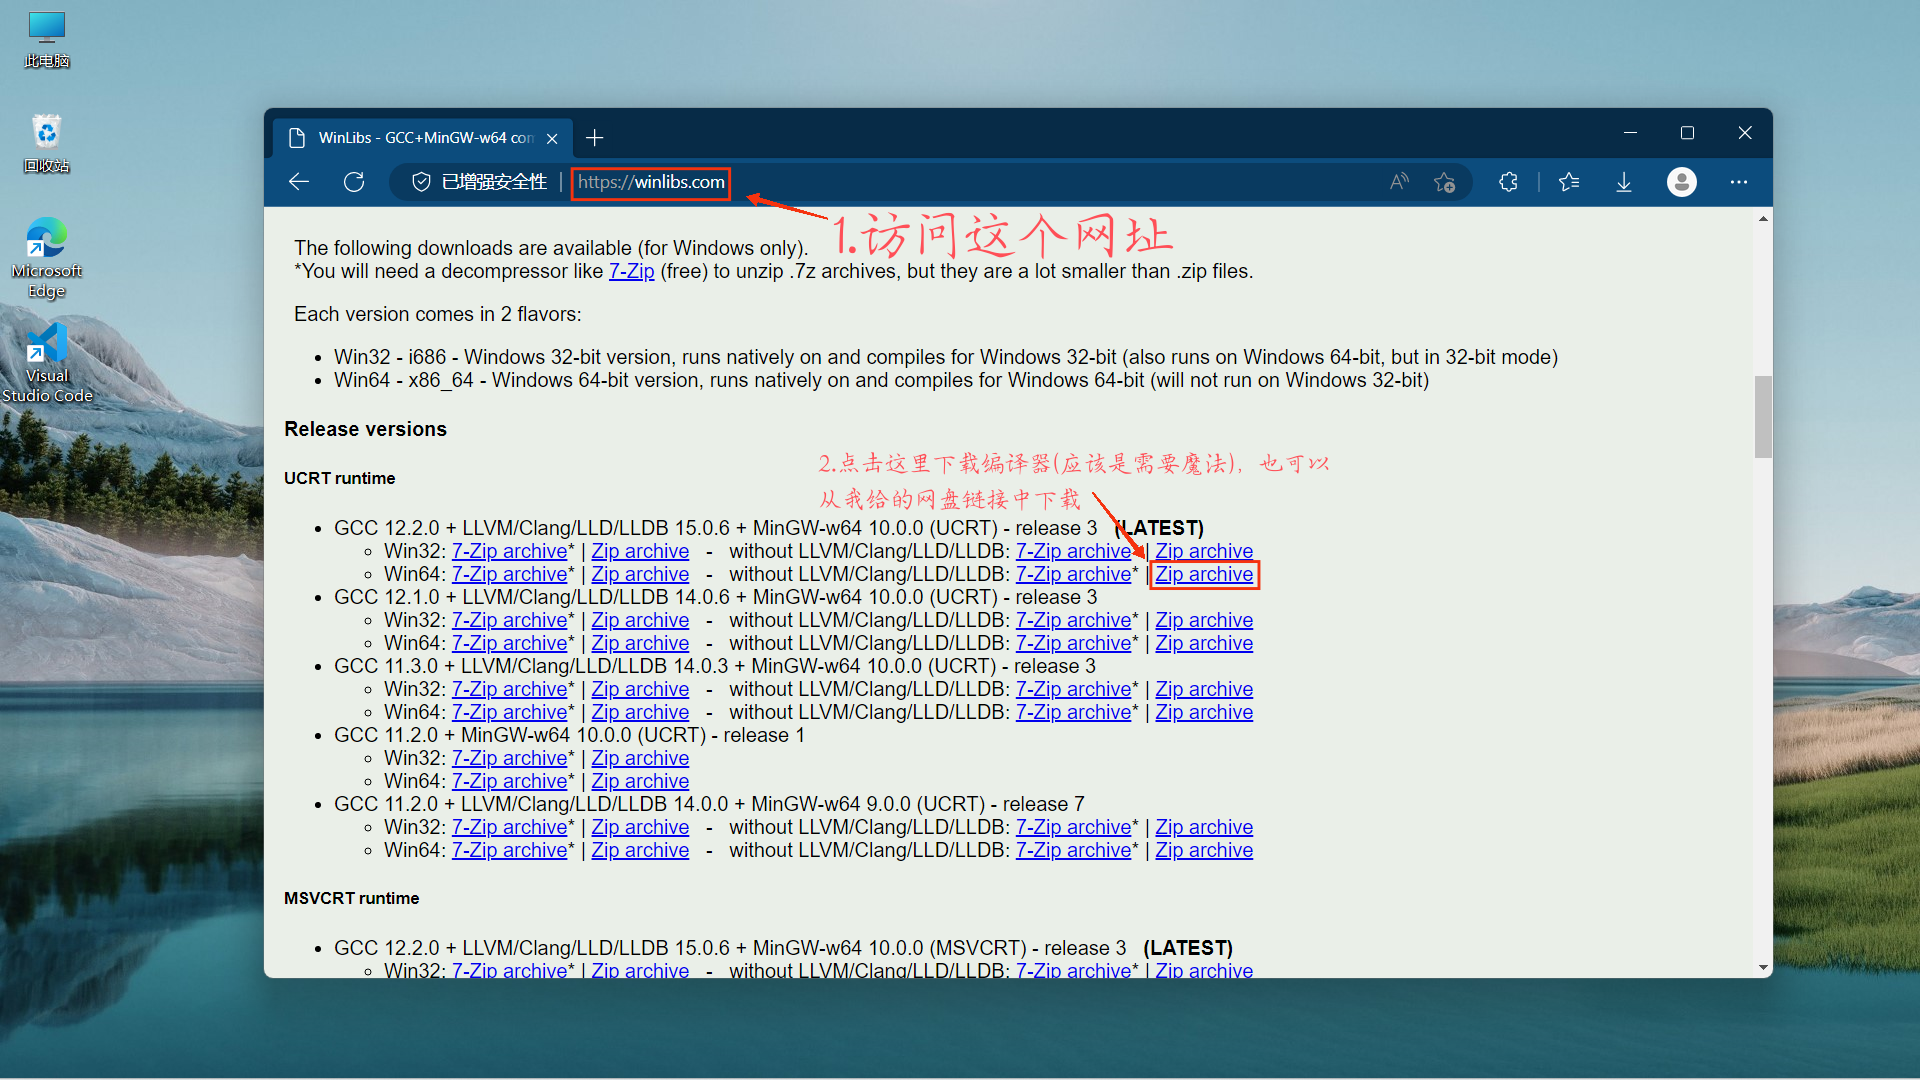 此电脑
回收站
Microsoft
Edge
Visual
Studio Code
WinLibs - GCC+MinGW-w64 con
已增强安全性 | https://winlibs.com
1.访问这个网址
The following downloads are available (for Windows only).
*You will need a decompressor like 7-Zip (free) to unzip .7z archives, but they are a lot smaller than .zip files.
Each version comes in 2 flavors:
• Win32 - i686 - Windows 32-bit version, runs natively on and compiles for Windows 32-bit (also runs on Windows 64-bit, but in 32-bit mode)
• Win64 - x86_64 - Windows 64-bit version, runs natively on and compiles for Windows 64-bit (will not run on Windows 32-bit)
Release versions
2.点击这里下载编译器(应该是需要魔法)，也可以
从我给的网盘链接中下载
UCRT runtime
• GCC 12.2.0 + LLVM/Clang/LLD/LLDB 15.0.6 + MinGW-w64 10.0.0 (UCRT) - release 3 (LATEST)
◦ Win32: 7-Zip archive* | Zip archive - without LLVM/Clang/LLD/LLDB: 7-Zip archive* | Zip archive
◦ Win64: 7-Zip archive* | Zip archive - without LLVM/Clang/LLD/LLDB: 7-Zip archive* | Zip archive
• GCC 12.1.0 + LLVM/Clang/LLD/LLDB 14.0.6 + MinGW-w64 10.0.0 (UCRT) - release 3
◦ Win32: 7-Zip archive* | Zip archive - without LLVM/Clang/LLD/LLDB: 7-Zip archive* | Zip archive
◦ Win64: 7-Zip archive* | Zip archive - without LLVM/Clang/LLD/LLDB: 7-Zip archive* | Zip archive
• GCC 11.3.0 + LLVM/Clang/LLD/LLDB 14.0.3 + MinGW-w64 10.0.0 (UCRT) - release 3
◦ Win32: 7-Zip archive* | Zip archive - without LLVM/Clang/LLD/LLDB: 7-Zip archive* | Zip archive
◦ Win64: 7-Zip archive* | Zip archive - without LLVM/Clang/LLD/LLDB: 7-Zip archive* | Zip archive
• GCC 11.2.0 + MinGW-w64 10.0.0 (UCRT) - release 1
◦ Win32: 7-Zip archive* | Zip archive
◦ Win64: 7-Zip archive* | Zip archive
• GCC 11.2.0 + LLVM/Clang/LLD/LLDB 14.0.0 + MinGW-w64 9.0.0 (UCRT) - release 7
◦ Win32: 7-Zip archive* | Zip archive - without LLVM/Clang/LLD/LLDB: 7-Zip archive* | Zip archive
◦ Win64: 7-Zip archive* | Zip archive - without LLVM/Clang/LLD/LLDB: 7-Zip archive* | Zip archive
MSVCRT runtime
• GCC 12.2.0 + LLVM/Clang/LLD/LLDB 15.0.6 + MinGW-w64 10.0.0 (MSVCRT) - release 3 (LATEST)
◦ Win32: 7-Zip archive* | Zip archive - without LLVM/Clang/LLD/LLDB: 7-Zip archive* | Zip archive